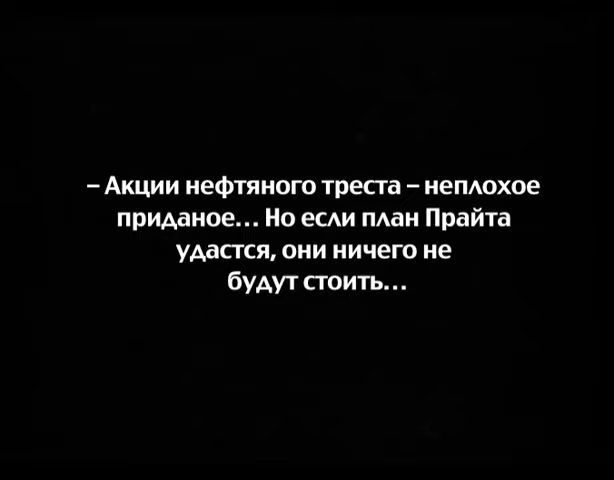 – Акции нефтяного треста – неплохое
приданое... Но если план Прайта
удастся, они ничего не
будут стоить...